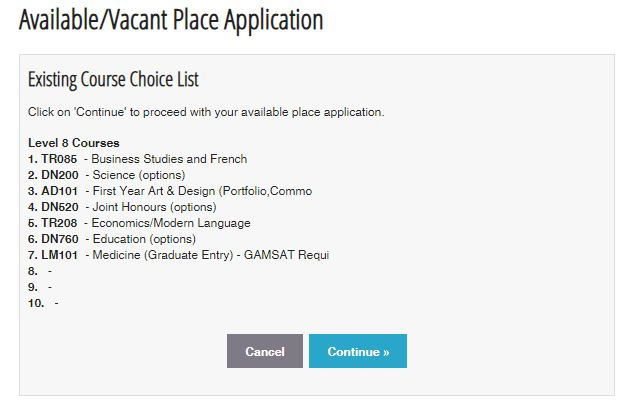 Available/Vacant Place Application
Existing Course Choice List
Click on 'Continue' to proceed with your available place application.
Level 8 Courses
1. TR085 - Business Studies and French
2. DN200 - Science (options)
3. AD101 - First Year Art & Design (Portfolio,Commo
4. DN520 - Joint Honours (options)
5. TR208 - Economics/Modern Language
6. DN760 - Education (options)
7. LM101 - Medicine (Graduate Entry) - GAMSAT Requi
8. -
9. -
10. -
Cancel Continue »